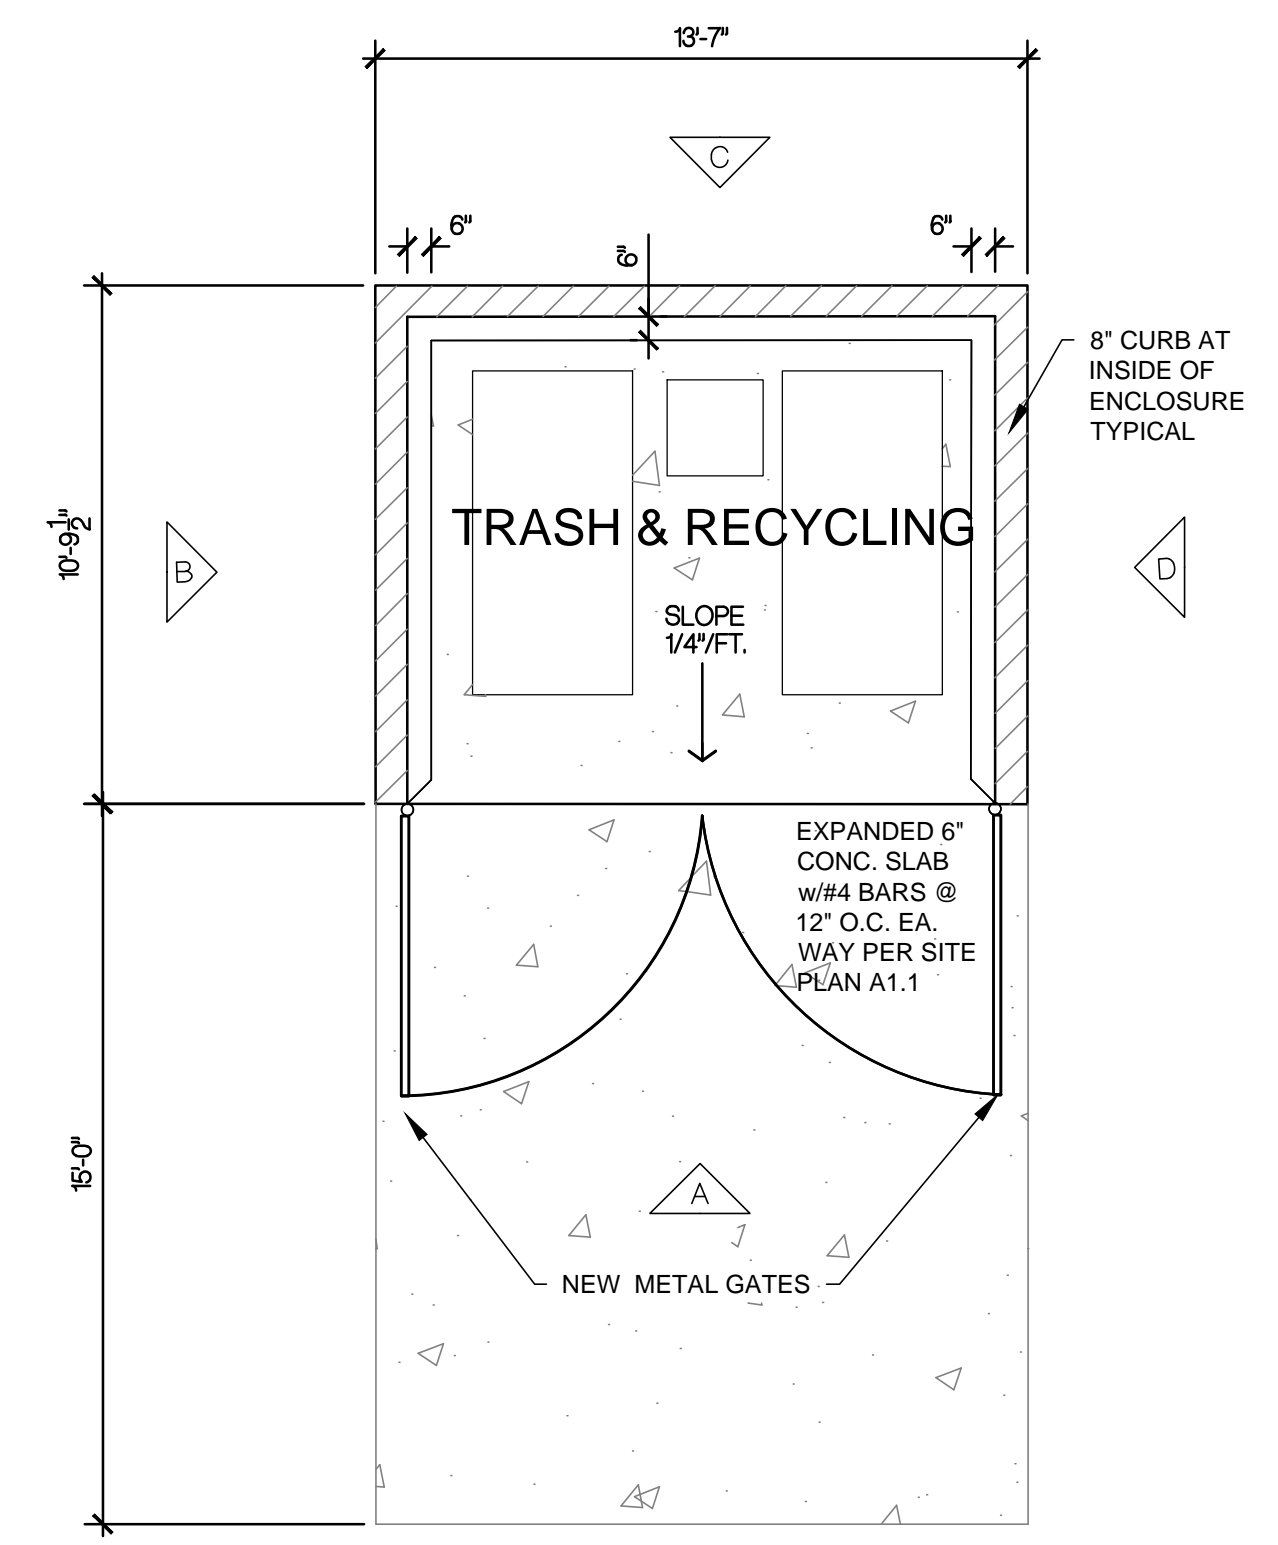 13'-7"
C
6"
6"
6"
8" CURB AT
INSIDE OF
ENCLOSURE
TYPICAL
10'-9 1/2"
B
D
TRASH & RECYCLING
SLOPE
1/4"/FT.
EXPANDED 6"
CONC. SLAB
w/#4 BARS @
12" O.C. EA.
WAY PER SITE
PLAN A1.1
15'-0"
A
NEW METAL GATES